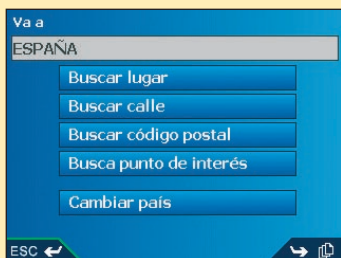 Va a
ESPAÑA
Buscar lugar
Buscar calle
Buscar código postal
Busca punto de interés
Cambiar país
ESC